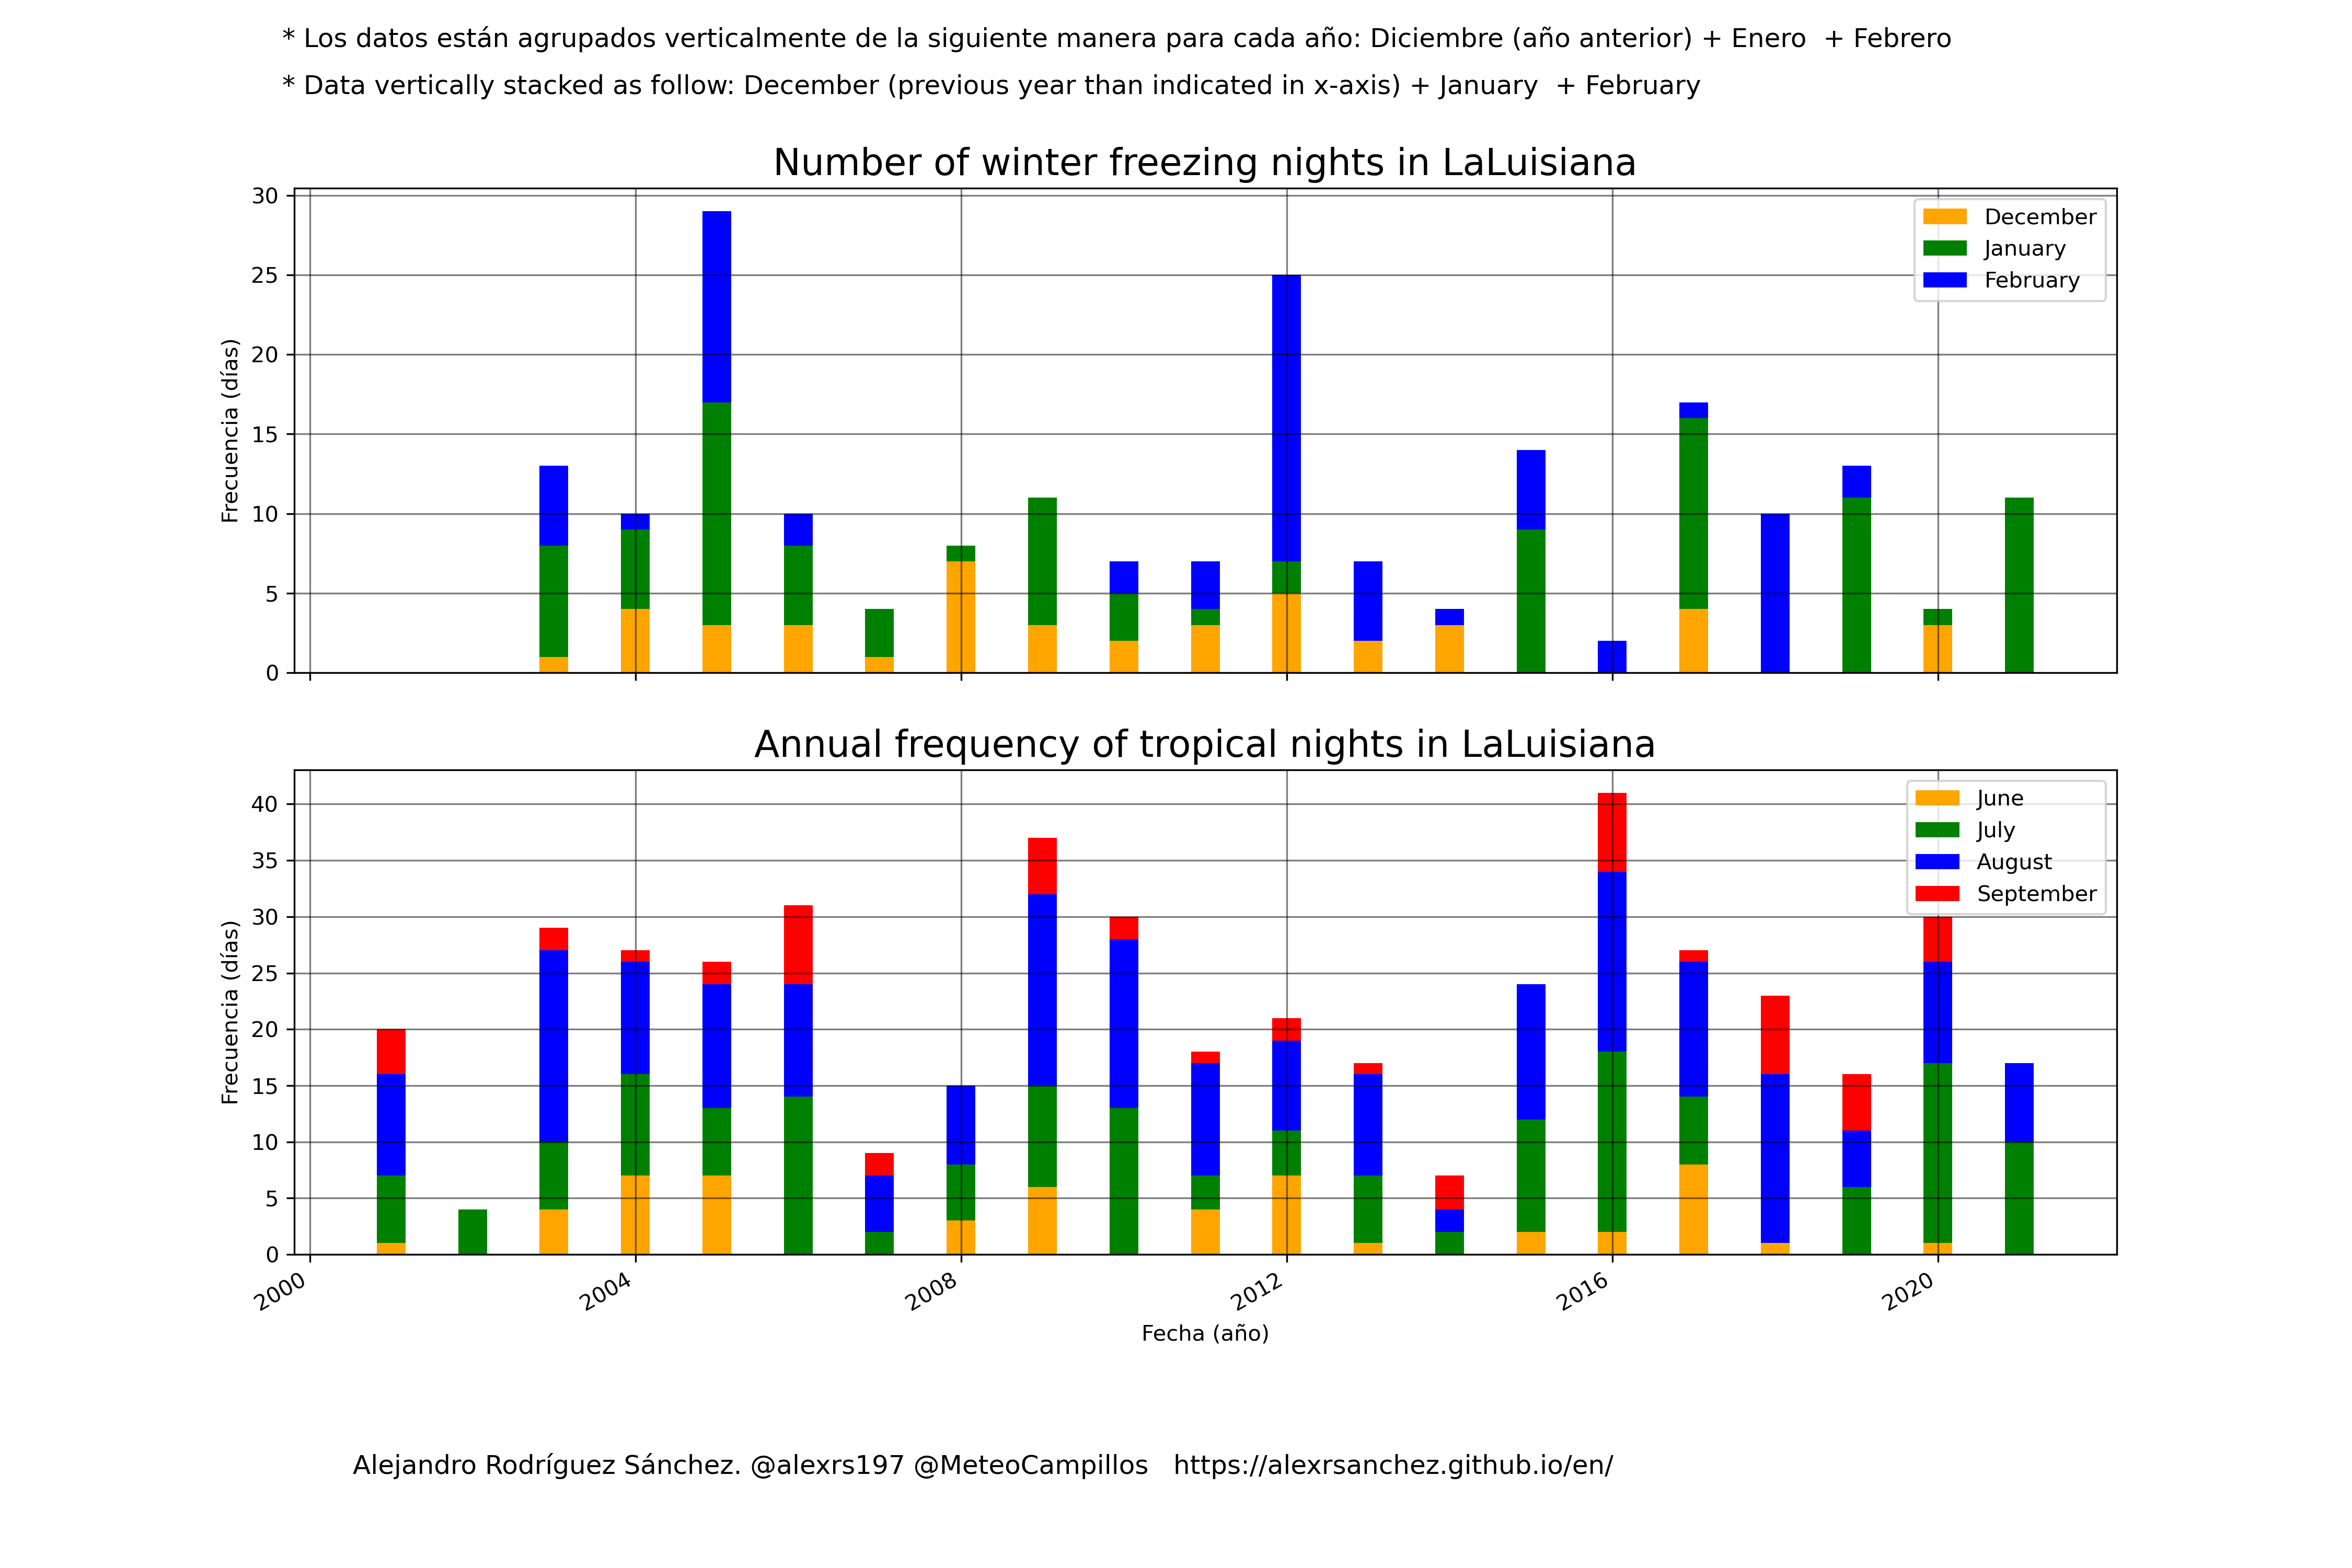 * Los datos están agrupados verticalmente de la siguiente manera para cada año: Diciembre (año anterior) + Enero  + Febrero
* Data vertically stacked as follow: December (previous year than indicated in x-axis) + January  + February
Number of winter freezing nights in LaLuisiana
30
25
20
15
10
5
0
Frecuencia (días)
December
January
February
Annual frequency of tropical nights in LaLuisiana
40
35
30
25
20
15
10
5
0
Frecuencia (días)
June
July
August
September
2000
2004
2008
2012
2016
2020
Fecha (año)
Alejandro Rodríguez Sánchez. @alexrs197 @MeteoCampillos   https://alexrsanchez.github.io/en/